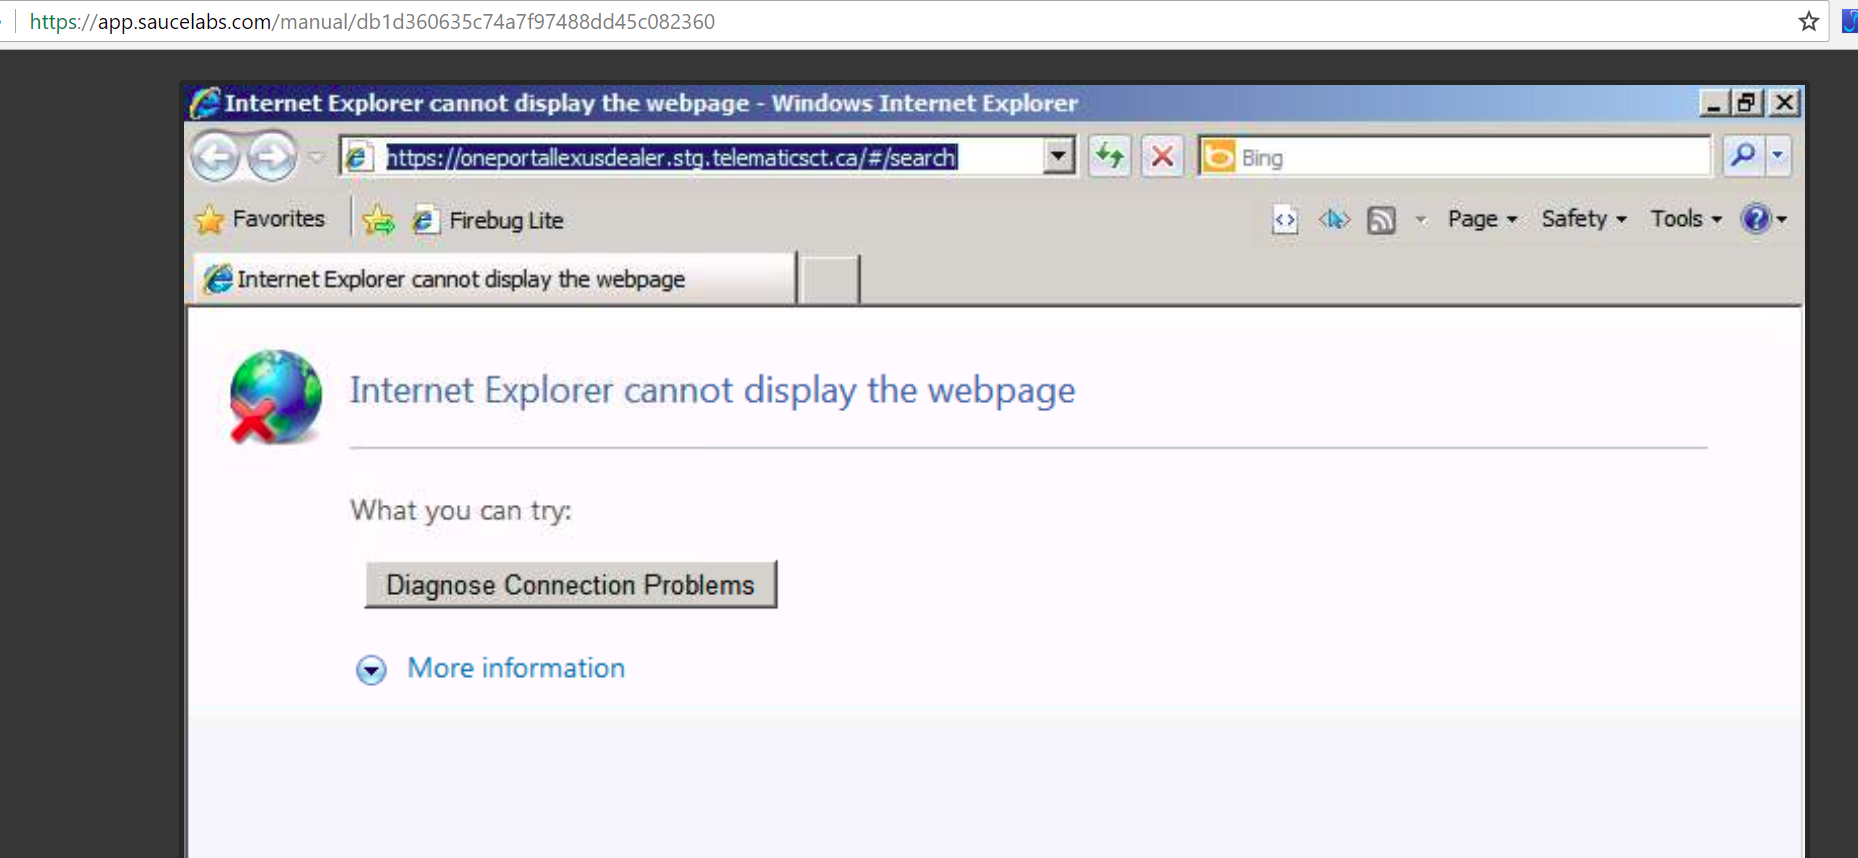 https://app.saucelabs.com/manual/db1d360635c74a7f97488dd45c082360
Internet Explorer cannot display the webpage - Windows Internet Explorer
https://oneportallexusdealer.stg.telematicsct.ca/#/search
Bing
Favorites Firebug Lite Page Safety Tools
Internet Explorer cannot display the webpage
Internet Explorer cannot display the webpage
What you can try:
Diagnose Connection Problems
More information